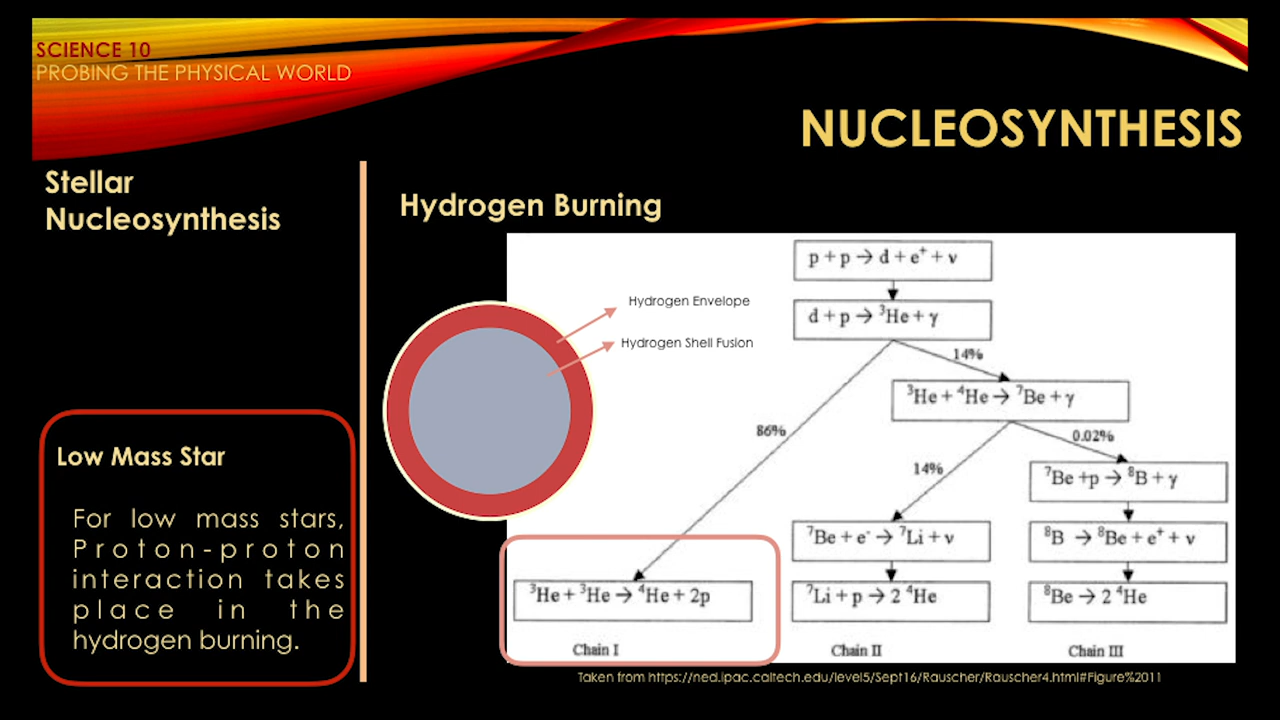 SCIENCE 10
PROBING THE PHYSICAL WORLD
NUCLEOSYNTHESIS
Stellar
Nucleosynthesis
Low Mass Star
For low mass stars,
Proton-proton
interaction takes
place in the
hydrogen burning.
Hydrogen Burning
Hydrogen Envelope
Hydrogen Shell Fusion
p + p → d + e⁺ + ν
d + p → ³He + γ
14%
³He + ⁴He → ⁷Be + γ
86%
0.02%
14%
⁷Be +p → ⁸B + γ
⁷Be + e⁻ → ⁷Li + ν
⁸B → ⁸Be + e⁺ + ν
³He + ³He → ⁴He + 2p
⁷Li + p → 2 ⁴He
⁸Be → 2 ⁴He
Chain I
Chain II
Chain III
Taken from https://ned.ipac.caltech.edu/level5/Sept16/Rauscher/Rauscher4.html#Figure%2011